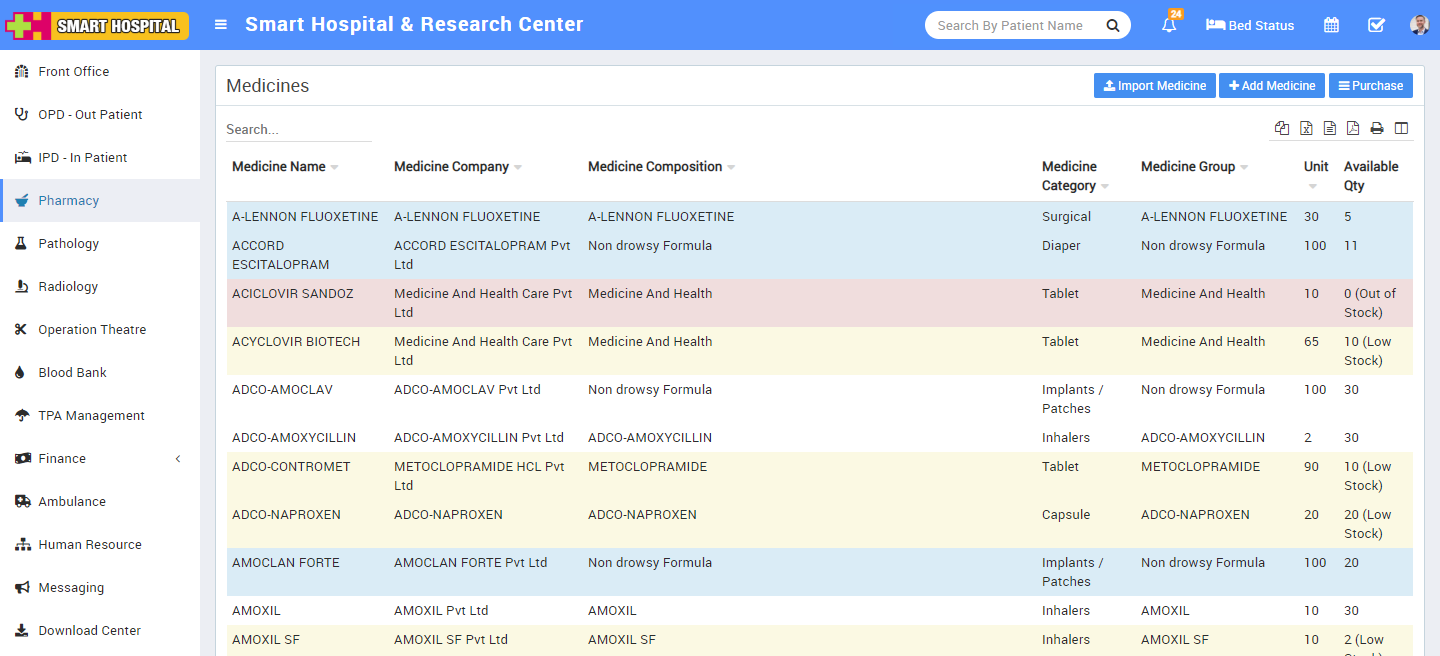 SMART HOSPITAL
Smart Hospital & Research Center
Search By Patient Name
24
Bed Status
Front Office
OPD - Out Patient
IPD - In Patient
Pharmacy
Pathology
Radiology
Operation Theatre
Blood Bank
TPA Management
Finance
Ambulance
Human Resource
Messaging
Download Center
Medicines
Import Medicine
Add Medicine
Purchase
Search...
Medicine Name Medicine Company Medicine Composition Medicine Category Medicine Group Unit Available Qty
A-LENNON FLUOXETINE A-LENNON FLUOXETINE A-LENNON FLUOXETINE Surgical A-LENNON FLUOXETINE 30 5
ACCORD ESCITALOPRAM ACCORD ESCITALOPRAM Pvt Ltd Non drowsy Formula Diaper Non drowsy Formula 100 11
ACICLOVIR SANDOZ Medicine And Health Care Pvt Ltd Medicine And Health Tablet Medicine And Health 10 0 (Out of Stock)
ACYCLOVIR BIOTECH Medicine And Health Care Pvt Ltd Medicine And Health Tablet Medicine And Health 65 10 (Low Stock)
ADCO-AMOCLAV ADCO-AMOCLAV Pvt Ltd Non drowsy Formula Implants / Patches Non drowsy Formula 100 30
ADCO-AMOXYCILLIN ADCO-AMOXYCILLIN Pvt Ltd ADCO-AMOXYCILLIN Inhalers ADCO-AMOXYCILLIN 2 30
ADCO-CONTROMET METOCLOPRAMIDE HCL Pvt Ltd METOCLOPRAMIDE Tablet METOCLOPRAMIDE 90 10 (Low Stock)
ADCO-NAPROXEN ADCO-NAPROXEN ADCO-NAPROXEN Capsule ADCO-NAPROXEN 20 20 (Low Stock)
AMOCLAN FORTE AMOCLAN FORTE Pvt Ltd Non drowsy Formula Implants / Patches Non drowsy Formula 100 20
AMOXIL AMOXIL Pvt Ltd AMOXIL Inhalers AMOXIL 10 30
AMOXIL SF AMOXIL SF Pvt Ltd AMOXIL SF Inhalers AMOXIL SF 10 2 (Low